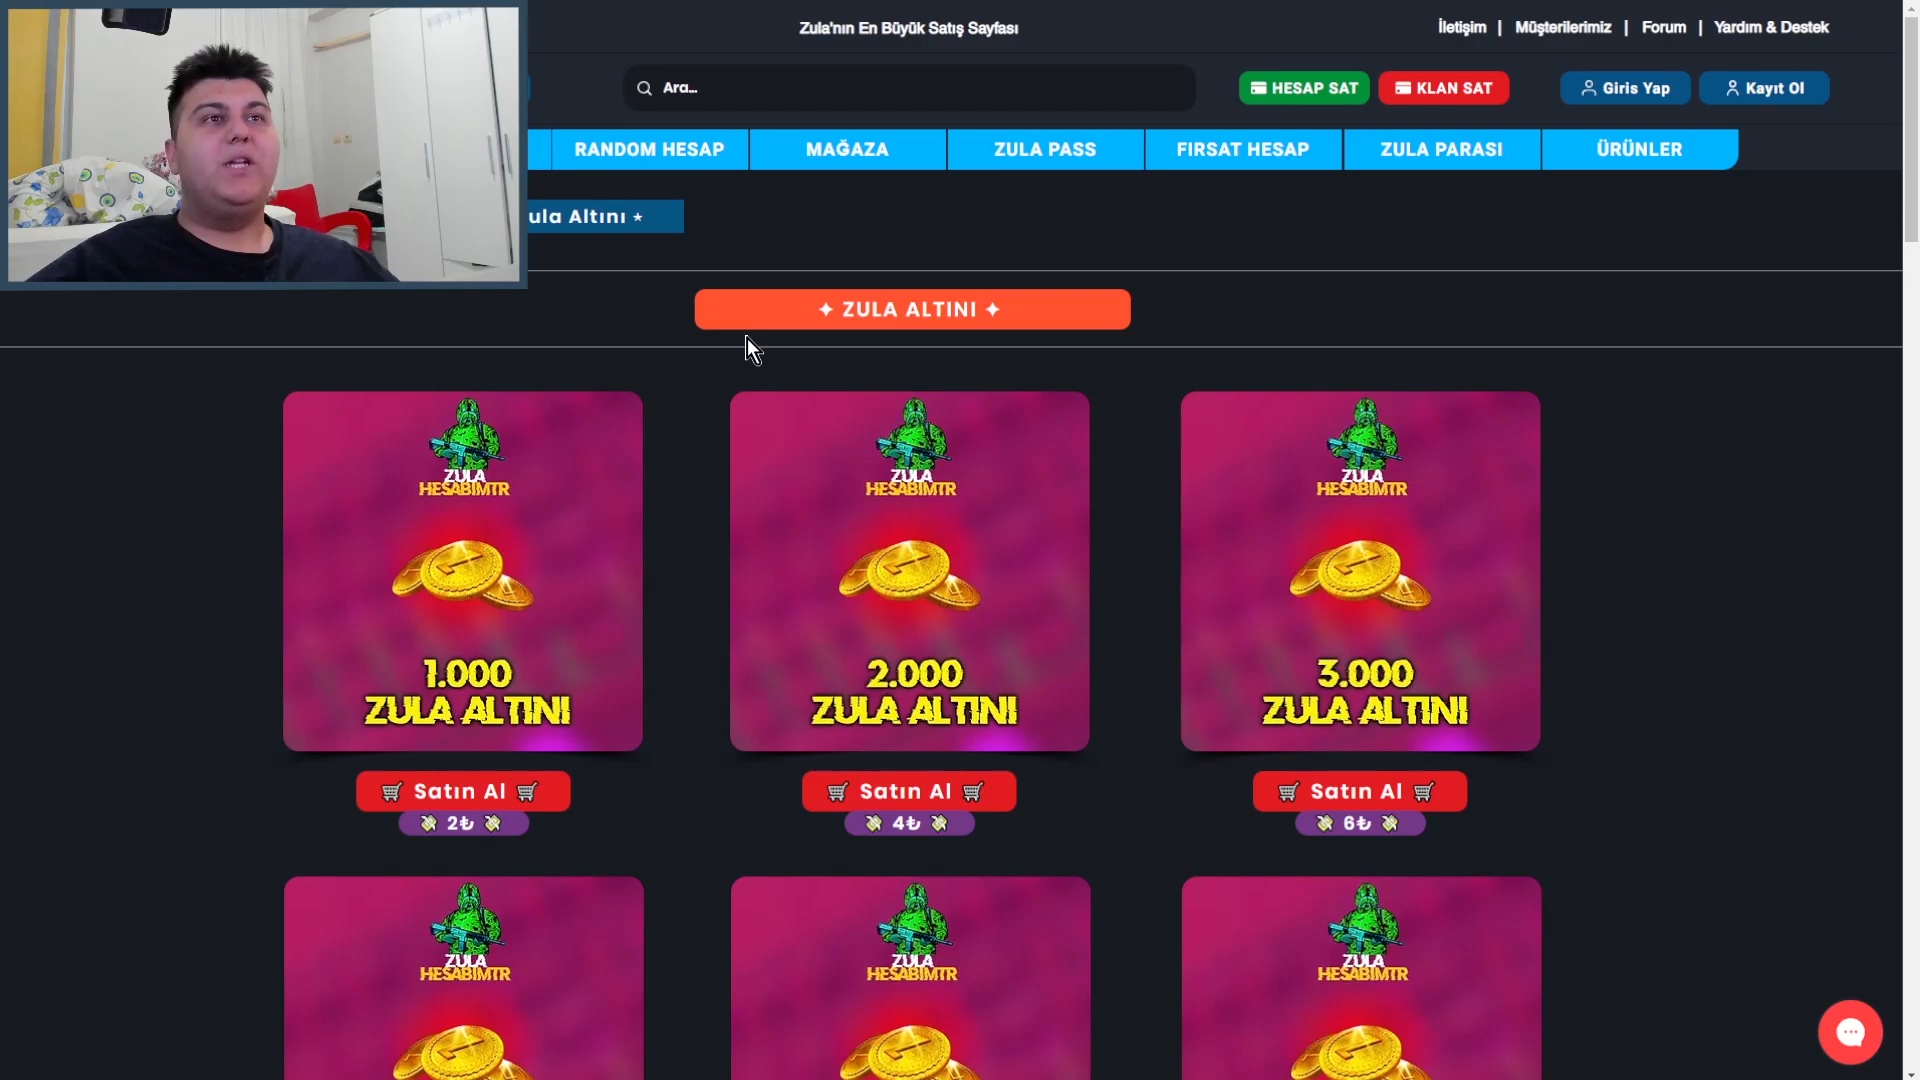 Zula'nın En Büyük Satış Sayfası
İletişim | Müşterilerimiz | Forum | Yardım & Destek
Ara...
HESAP SAT
KLAN SAT
Giris Yap
Kayıt Ol
RANDOM HESAP
MAĞAZA
ZULA PASS
FIRSAT HESAP
ZULA PARASI
ÜRÜNLER
ula Altını ⋆
✦ ZULA ALTINI ✦
ZULA
HESABIMTR
1.000
ZULA ALTINI
Satın Al
2₺
ZULA
HESABIMTR
2.000
ZULA ALTINI
Satın Al
4₺
ZULA
HESABIMTR
3.000
ZULA ALTINI
Satın Al
6₺
ZULA
HESABIMTR
ZULA
HESABIMTR
ZULA
HESABIMTR